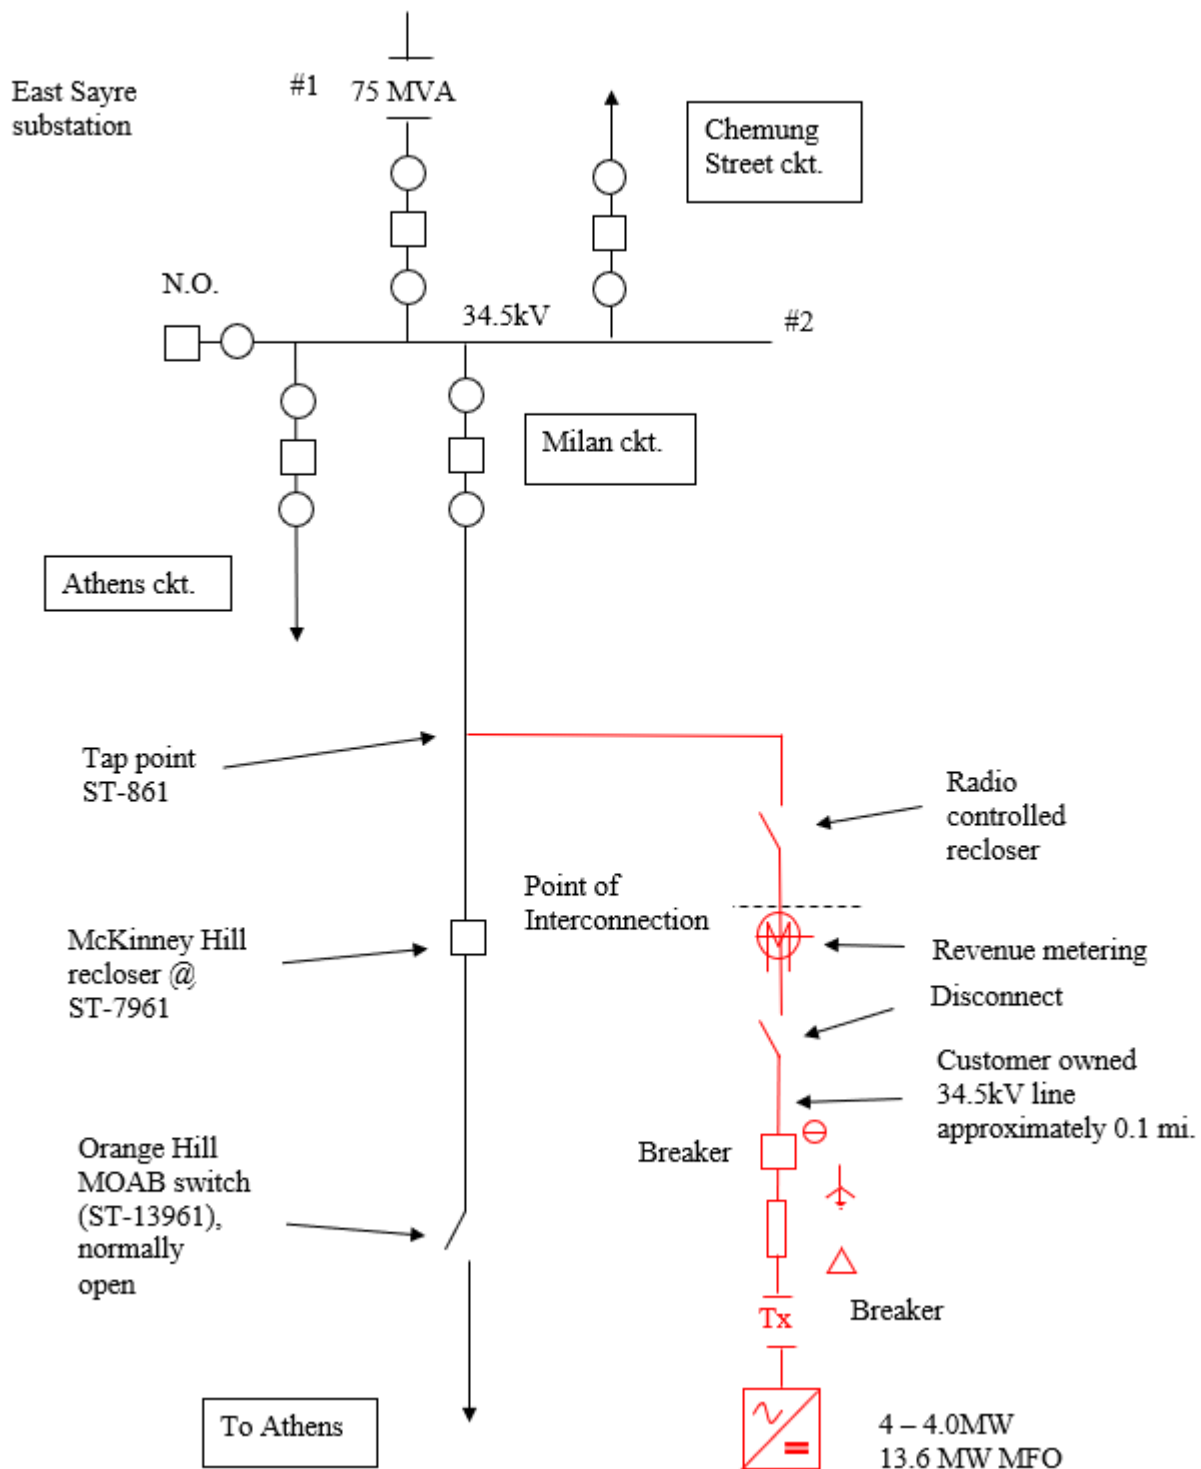 East Sayre
substation
#1
75 MVA
Chemung
Street ckt.
N.O.
34.5kV
#2
Milan ckt.
Athens ckt.
Tap point
ST-861
Radio
controlled
recloser
Point of
Interconnection
McKinney Hill
recloser @
ST-7961
Revenue metering
Disconnect
Customer owned
34.5kV line
approximately 0.1 mi.
Breaker
Orange Hill
MOAB switch
(ST-13961),
normally
open
Tx
Breaker
To Athens
4 – 4.0MW
13.6 MW MFO